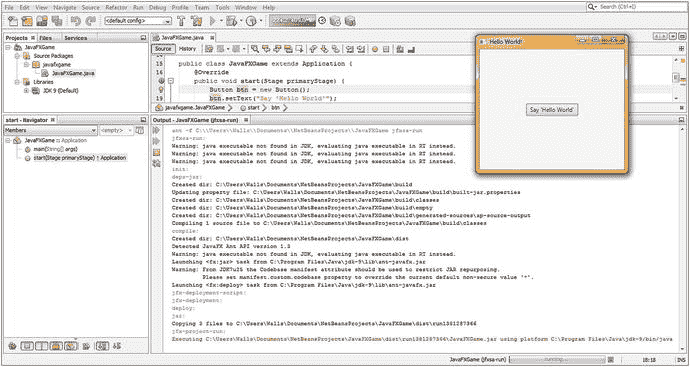 File Edit View Navigate Source Refactor Run Debug Profile Team Tools Window Help
Search (Ctrl+I)
<default config>
Projects
Files
Services
JavaFXGame
Source Packages
javafxgame
JavaFXGame.java
Libraries
JDK 9 (Default)
JavaFXGame.java
Source
History
15
16
17
18
19
public class JavaFXGame extends Application {
@Override
public void start(Stage primaryStage) {
Button btn = new Button();
btn.setText("Say 'Hello World'");
javafxgame.JavaFXGame
start
btn
Hello World!
Say 'Hello World'
start - Navigator
Members
<empty>
JavaFXGame :: Application
main(String[] args)
start(Stage primaryStage) ↑ Application
Output - JavaFXGame (jfxsa-run)
ant -f C:\\Users\\Walls\\Documents\\NetBeansProjects\\JavaFXGame jfxsa-run
jfxsa-run:
Warning: java executable not found in JDK, evaluating java executable in RT instead.
Warning: java executable not found in JDK, evaluating java executable in RT instead.
Warning: java executable not found in JDK, evaluating java executable in RT instead.
init:
deps-jar:
Created dir: C:\Users\Walls\Documents\NetBeansProjects\JavaFXGame\build
Updating property file: C:\Users\Walls\Documents\NetBeansProjects\JavaFXGame\build\built-jar.properties
Created dir: C:\Users\Walls\Documents\NetBeansProjects\JavaFXGame\build\classes
Created dir: C:\Users\Walls\Documents\NetBeansProjects\JavaFXGame\build\empty
Created dir: C:\Users\Walls\Documents\NetBeansProjects\JavaFXGame\build\generated-sources\ap-source-output
Compiling 1 source file to C:\Users\Walls\Documents\NetBeansProjects\JavaFXGame\build\classes
compile:
Created dir: C:\Users\Walls\Documents\NetBeansProjects\JavaFXGame\dist
Detected JavaFX Ant API version 1.3
Warning: java executable not found in JDK, evaluating java executable in RT instead.
Launching <fx:jar> task from C:\Program Files\Java\jdk-9\lib\ant-javafx.jar
Warning: From JDK7u25 the Codebase manifest attribute should be used to restrict JAR repurposing.
Please set manifest.custom.codebase property to override the current default non-secure value '*'.
Launching <fx:deploy> task from C:\Program Files\Java\jdk-9\lib\ant-javafx.jar
jfx-deployment-script:
jfx-deployment:
deploy:
jar:
Copying 3 files to C:\Users\Walls\Documents\NetBeansProjects\JavaFXGame\dist\run1381287366
jfx-project-run:
Executing C:\Users\Walls\Documents\NetBeansProjects\JavaFXGame\dist\run1381287366\JavaFXGame.jar using platform C:\Program Files\Java\jdk-9\bin/java
JavaFXGame (jfxsa-run)
running...
18:18
INS